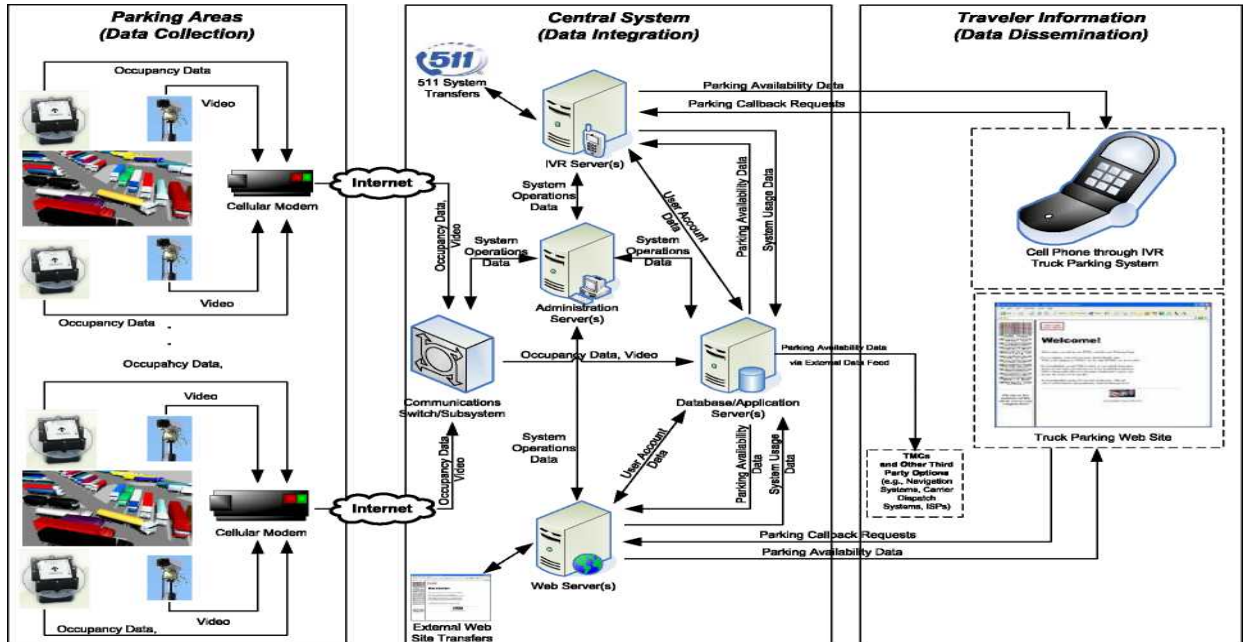 Parking Areas
(Data Collection)
Occupancy Data
Video
Cellular Modem
Video
Occupancy Data
Occupancy Data,
Video
Cellular Modem
Video
Occupancy Data,
Internet
Internet
Central System
(Data Integration)
511
511 System
Transfers
IVR Server(s)
System
Operations
Data
User Account
Data
Parking Availability
Data
System Usage Data
Occupancy Data,
Video
System
Operations
Data
System
Operations
Data
Administration
Server(s)
Occupancy Data, Video
Communications
Switch/Subsystem
Database/Application
Server(s)
Occupancy Data,
Video
System
Operations
Data
User Account
Data
Parking Availability
Data
System Usage
Data
Web Server(s)
External Web
Site Transfers
Traveler Information
(Data Dissemination)
Parking Availability Data
Parking Callback Requests
Cell Phone through IVR
Truck Parking System
Parking Availability Data
via External Data Feed
Welcome!
Truck Parking Web Site
TMCs
and Other Third
Party Options
(e.g., Navigation
Systems, Carrier
Dispatch
Systems, ISPs)
Parking Callback Requests
Parking Availability Data